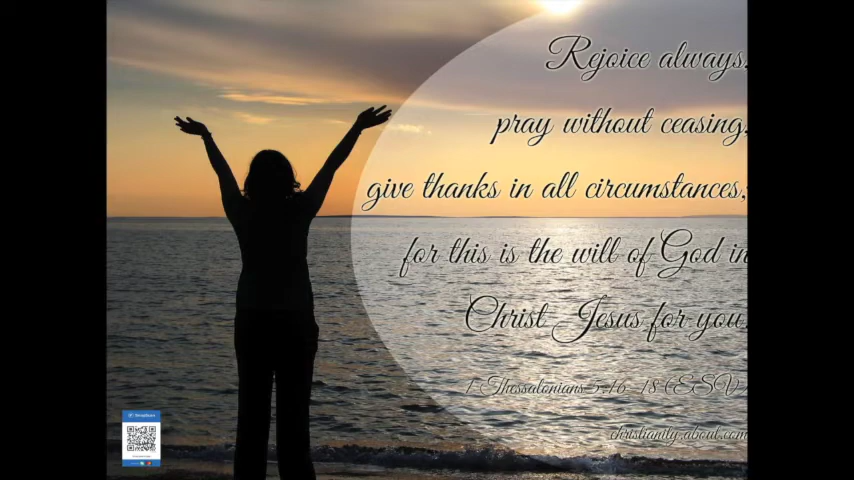 Rejoice always,
pray without ceasing,
give thanks in all circumstances;
for this is the will of God in
Christ Jesus for you.
1 Thessalonians 5:16-18 (ESV)
christianity.about.com